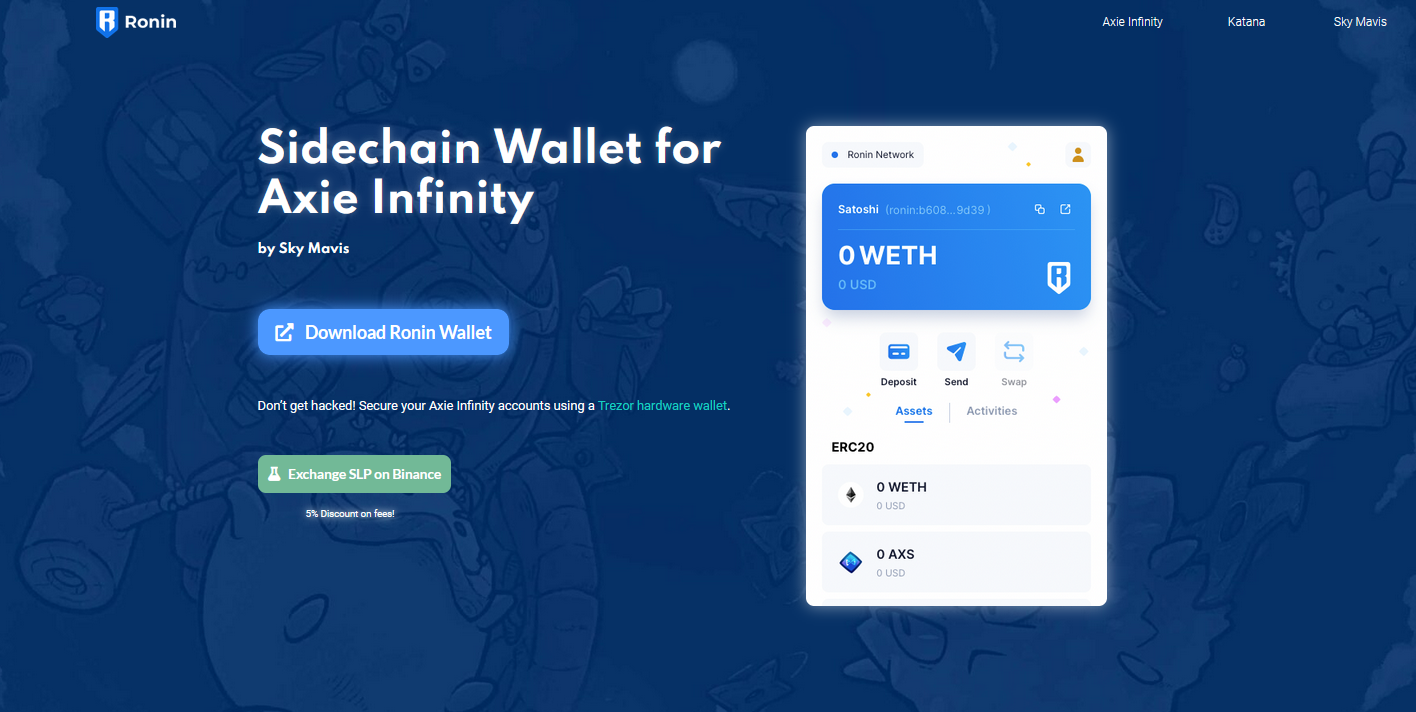 Ronin
Axie Infinity
Katana
Sky Mavis
Sidechain Wallet for
Axie Infinity
by Sky Mavis
Download Ronin Wallet
Don't get hacked! Secure your Axie Infinity accounts using a Trezor hardware wallet.
Exchange SLP on Binance
5% Discount on fees!
Ronin Network
Satoshi (ronin:b608...9d39 )
0 WETH
0 USD
Deposit
Send
Swap
Assets
Activities
ERC20
0 WETH
0 USD
0 AXS
0 USD